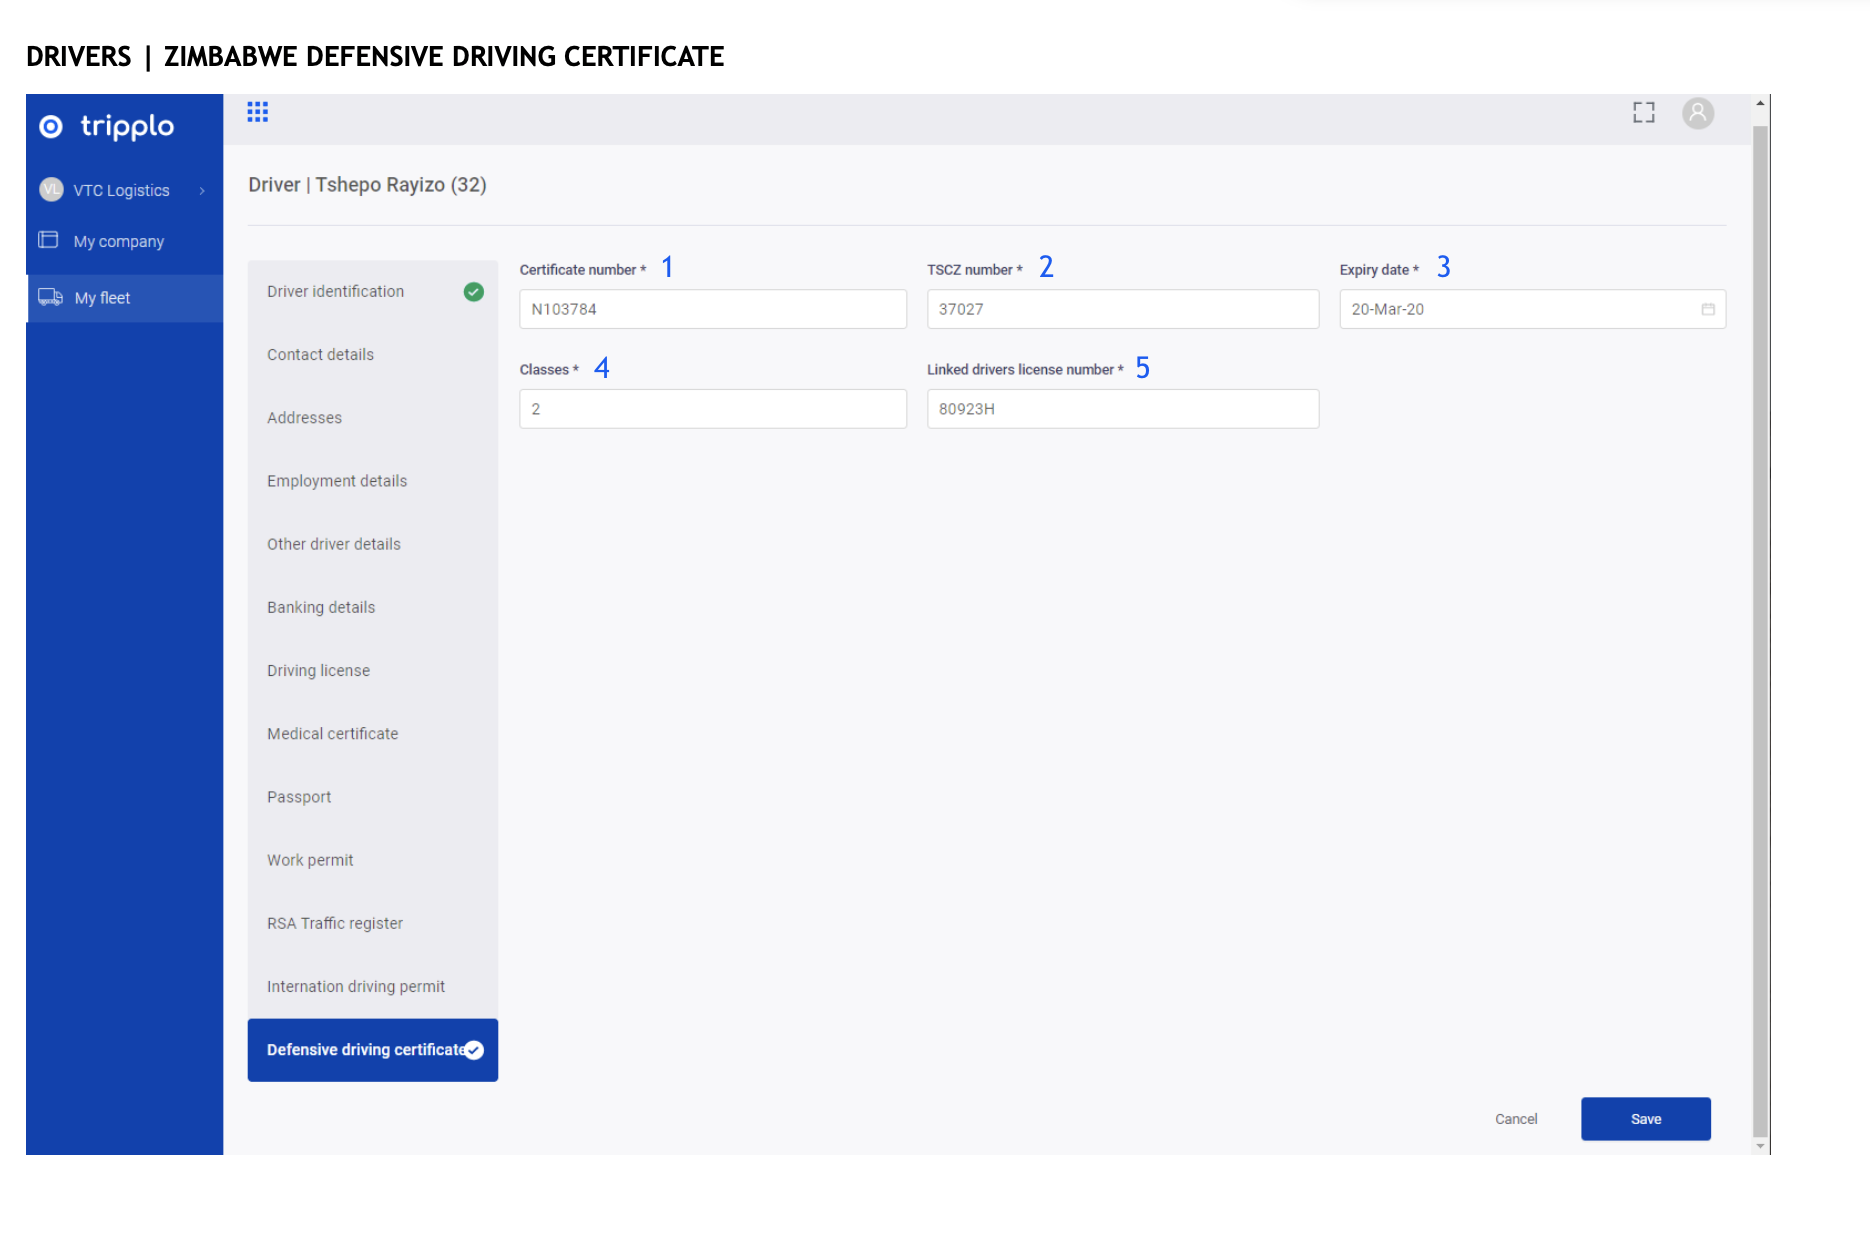 DRIVERS | ZIMBABWE DEFENSIVE DRIVING CERTIFICATE
tripplo
VL VTC Logistics
My company
My fleet
Driver | Tshepo Rayizo (32)
Driver identification
Contact details
Addresses
Employment details
Other driver details
Banking details
Driving license
Medical certificate
Passport
Work permit
RSA Traffic register
Internation driving permit
Defensive driving certificate
Certificate number * 1
N103784
TSCZ number * 2
37027
Expiry date * 3
20-Mar-20
Classes * 4
2
Linked drivers license number * 5
80923H
Cancel
Save